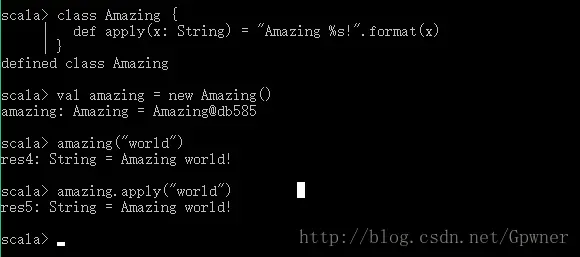 scala> class Amazing {
     |   def apply(x: String) = "Amazing %s!".format(x)
     | }
defined class Amazing
scala> val amazing = new Amazing()
amazing: Amazing = Amazing@db585
scala> amazing("world")
res4: String = Amazing world!
scala> amazing.apply("world")
res5: String = Amazing world!
scala>
http://blog.csdn.net/Gpwner